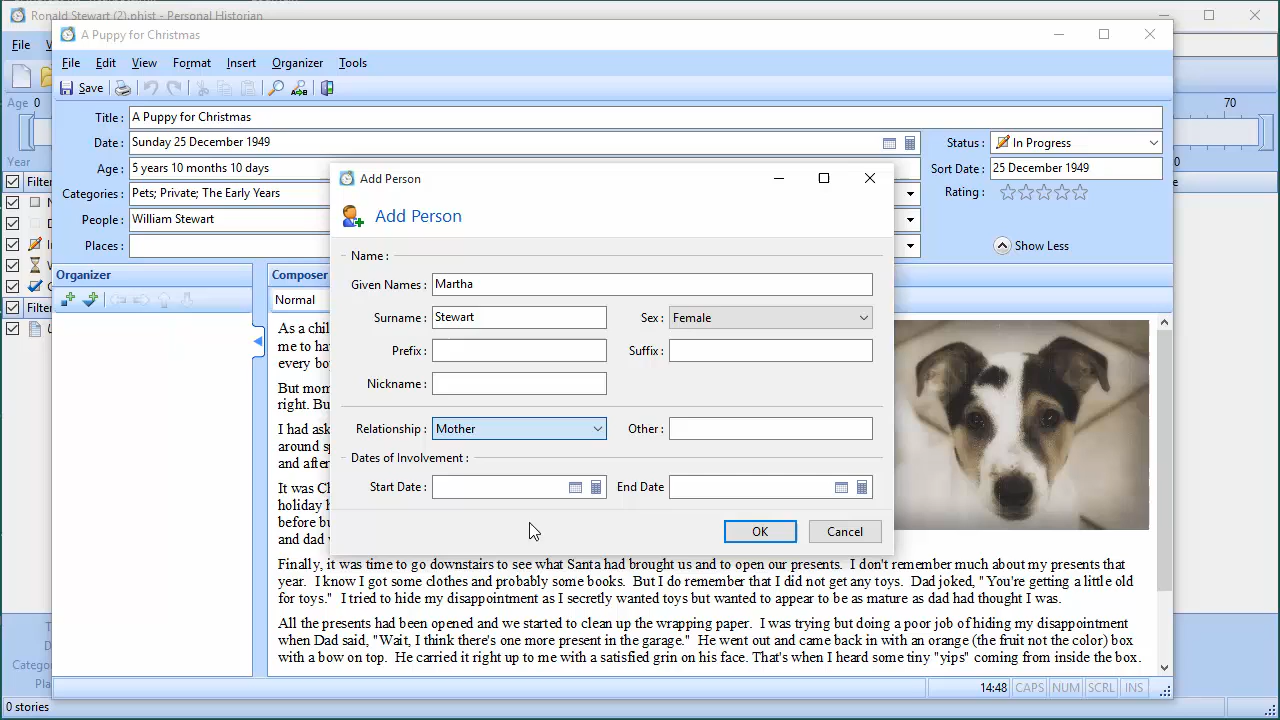 Ronald Stewart (2).phist - Personal Historian
A Puppy for Christmas
File
File Edit View Format Insert Organizer Tools
Save
Age 0
70
Title : A Puppy for Christmas
Date : Sunday 25 December 1949
Status : In Progress
Age : 5 years 10 months 10 days
Sort Date : 25 December 1949
Year
Categories : Pets; Private; The Early Years
Rating :
Filter
People : William Stewart
Places :
Show Less
Organizer
Composer
Normal
Filter
Add Person
Add Person
Name :
Given Names : Martha
Surname : Stewart
Sex : Female
Prefix :
Suffix :
Nickname :
Relationship : Mother
Other :
Dates of Involvement :
Start Date :
End Date
OK
Cancel
As a chil
me to ha
every bo
But mom
right. But
I had ask
around sp
and after
It was Ch
holiday h
before bu
and dad
Finally, it was time to go downstairs to see what Santa had brought us and to open our presents. I don't remember much about my presents that
year. I know I got some clothes and probably some books. But I do remember that I did not get any toys. Dad joked, "You're getting a little old
for toys." I tried to hide my disappointment as I secretly wanted toys but wanted to appear to be as mature as dad had thought I was.
All the presents had been opened and we started to clean up the wrapping paper. I was trying but doing a poor job of hiding my disappointment
when Dad said, "Wait, I think there's one more present in the garage." He went out and came back in with an orange (the fruit not the color) box
with a bow on top. He carried it right up to me with a satisfied grin on his face. That's when I heard some tiny "yips" coming from inside the box.
Catego
Pla
14:48 CAPS NUM SCRL INS
0 stories